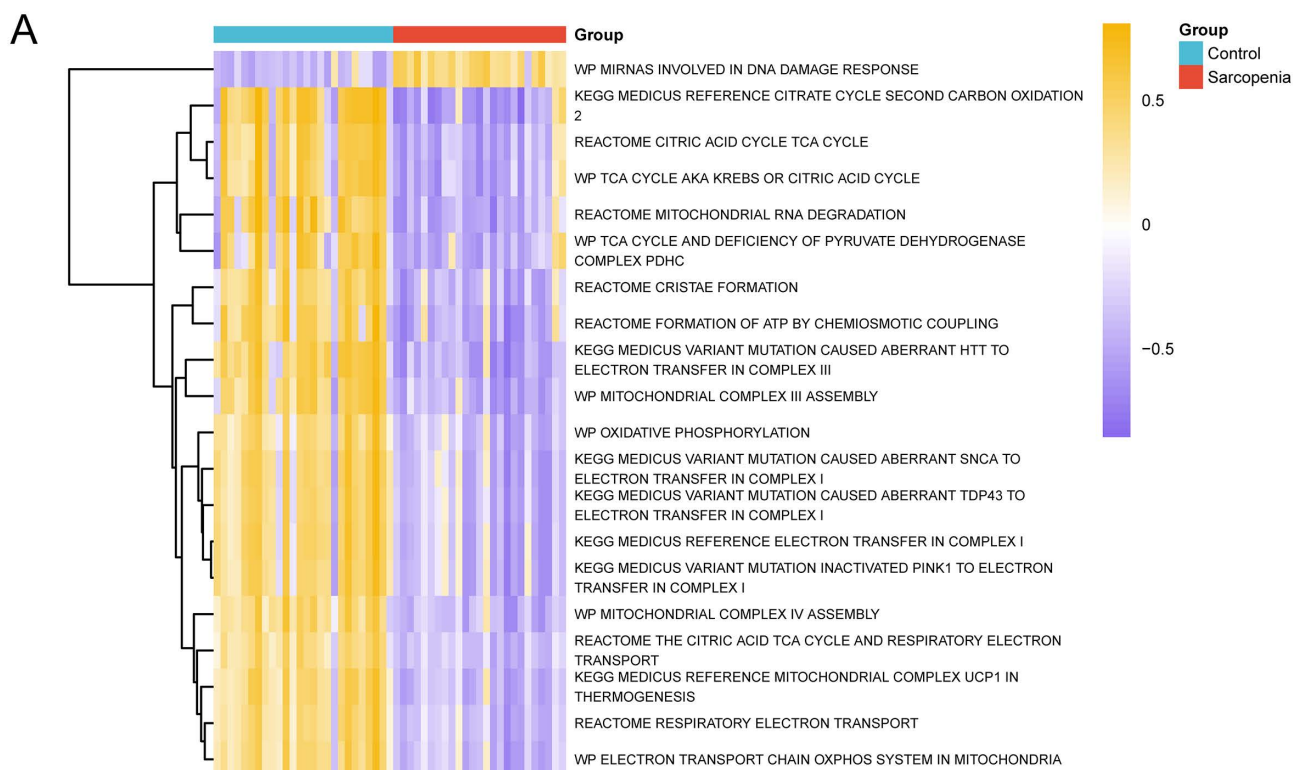 A
Group
WP MIRNAS INVOLVED IN DNA DAMAGE RESPONSE
KEGG MEDICUS REFERENCE CITRATE CYCLE SECOND CARBON OXIDATION
2
REACTOME CITRIC ACID CYCLE TCA CYCLE
WP TCA CYCLE AKA KREBS OR CITRIC ACID CYCLE
REACTOME MITOCHONDRIAL RNA DEGRADATION
WP TCA CYCLE AND DEFICIENCY OF PYRUVATE DEHYDROGENASE
COMPLEX PDHC
REACTOME CRISTAE FORMATION
REACTOME FORMATION OF ATP BY CHEMIOSMOTIC COUPLING
KEGG MEDICUS VARIANT MUTATION CAUSED ABERRANT HTT TO
ELECTRON TRANSFER IN COMPLEX III
WP MITOCHONDRIAL COMPLEX III ASSEMBLY
WP OXIDATIVE PHOSPHORYLATION
KEGG MEDICUS VARIANT MUTATION CAUSED ABERRANT SNCA TO
ELECTRON TRANSFER IN COMPLEX I
KEGG MEDICUS VARIANT MUTATION CAUSED ABERRANT TDP43 TO
ELECTRON TRANSFER IN COMPLEX I
KEGG MEDICUS REFERENCE ELECTRON TRANSFER IN COMPLEX I
KEGG MEDICUS VARIANT MUTATION INACTIVATED PINK1 TO ELECTRON
TRANSFER IN COMPLEX I
WP MITOCHONDRIAL COMPLEX IV ASSEMBLY
REACTOME THE CITRIC ACID TCA CYCLE AND RESPIRATORY ELECTRON
TRANSPORT
KEGG MEDICUS REFERENCE MITOCHONDRIAL COMPLEX UCP1 IN
THERMOGENESIS
REACTOME RESPIRATORY ELECTRON TRANSPORT
WP ELECTRON TRANSPORT CHAIN OXPHOS SYSTEM IN MITOCHONDRIA
0.5
0
−0.5
Group
Control
Sarcopenia